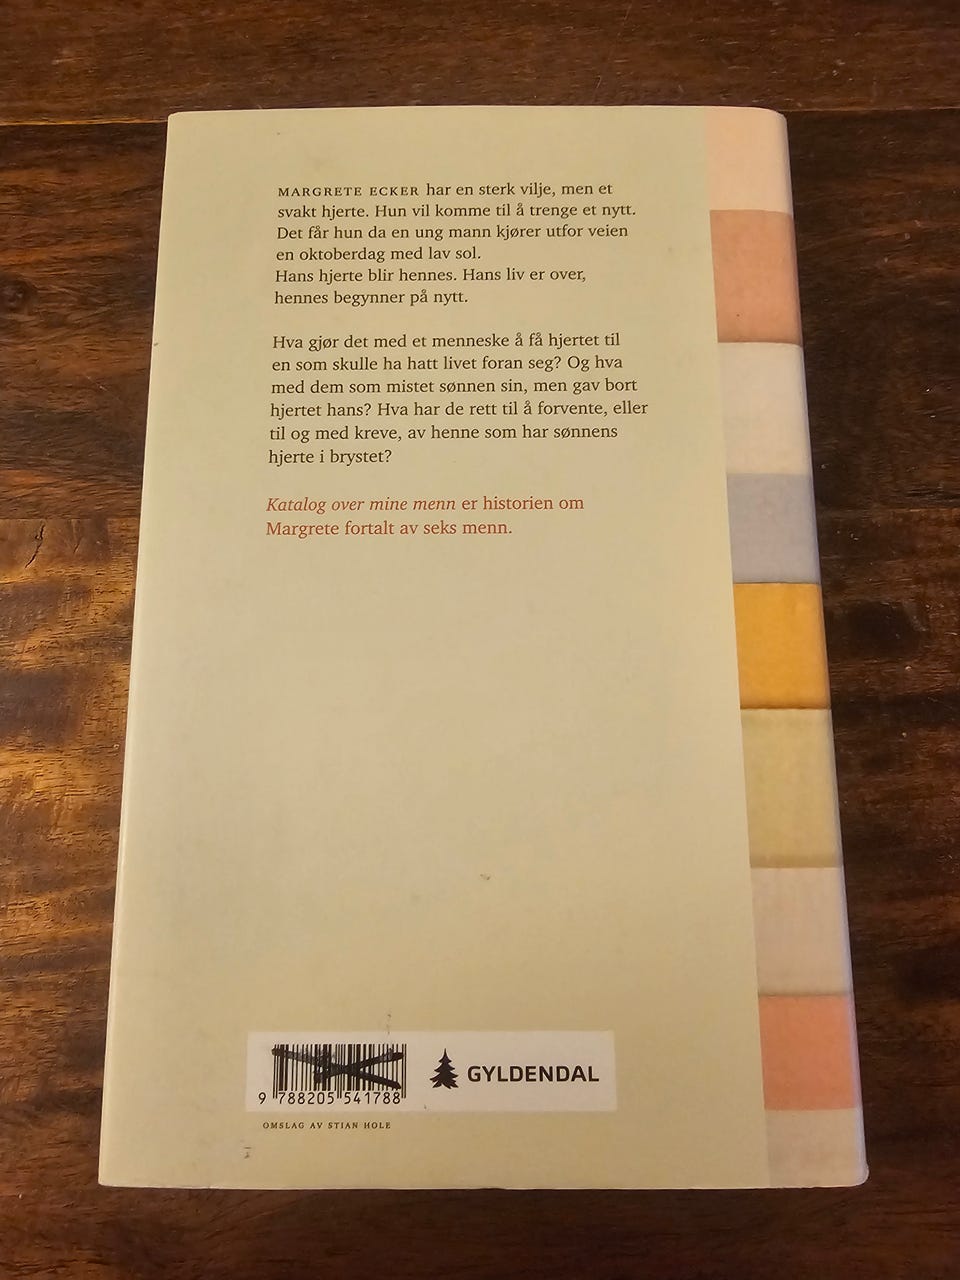 MARGRETE ECKER har en sterk vilje, men et
svakt hjerte. Hun vil komme til å trenge et nytt.
Det får hun da en ung mann kjører utfor veien
en oktoberdag med lav sol.
Hans hjerte blir hennes. Hans liv er over,
hennes begynner på nytt.
Hva gjør det med et menneske å få hjertet til
en som skulle ha hatt livet foran seg? Og hva
med dem som mistet sønnen sin, men gav bort
hjertet hans? Hva har de rett til å forvente, eller
til og med kreve, av henne som har sønnens
hjerte i brystet?
Katalog over mine menn er historien om
Margrete fortalt av seks menn.
9 788205 541788
GYLDENDAL
OMSLAG AV STIAN HOLE